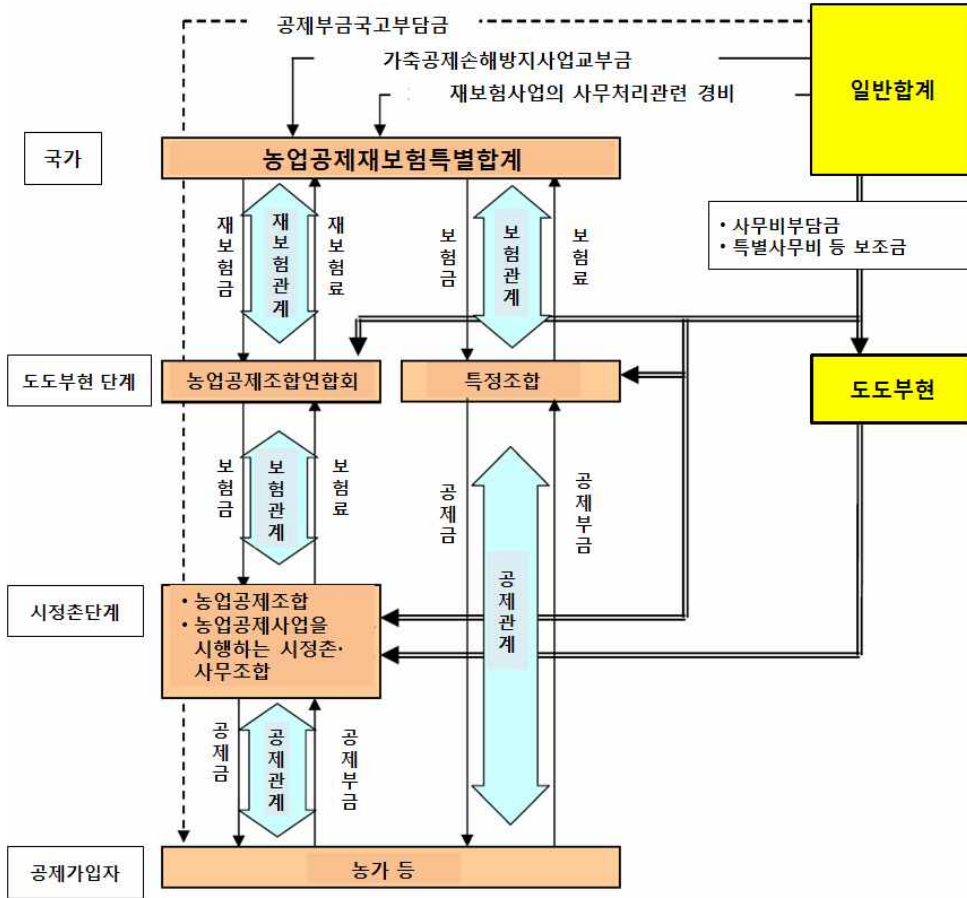 공제부금국고부담금
가축공제손해방지사업교부금
재보험사업의 사무처리관련 경비
일반합계
국가
농업공제재보험특별합계
재보험금
재보험관계
재보험료
보험금
보험관계
보험료
• 사무비부담금
• 특별사무비 등 보조금
도도부현 단계
농업공제조합연합회
특정조합
도도부현
보험금
보험관계
보험료
공제금
공제관계
공제부금
시정촌단계
• 농업공제조합
• 농업공제사업을
시행하는 시정촌·
사무조합
공제금
공제관계
공제부금
공제가입자
농가 등